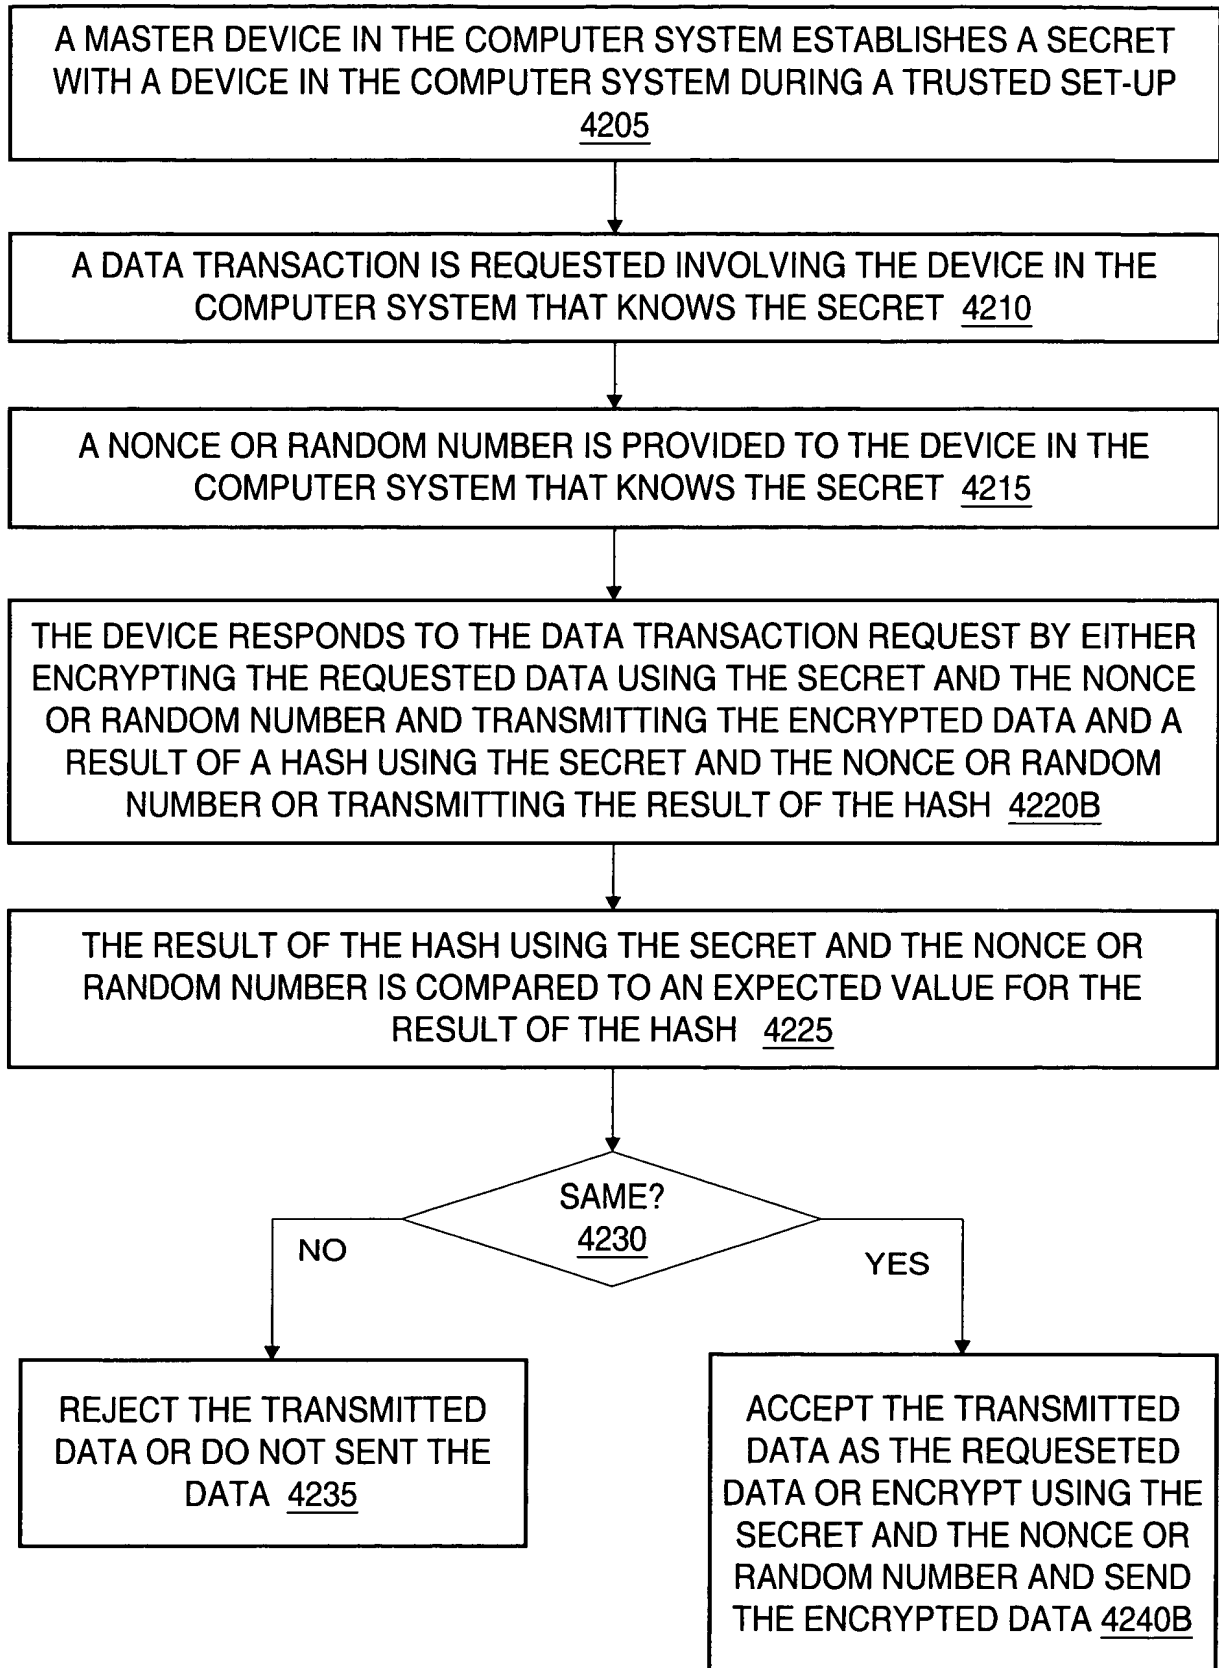 A MASTER DEVICE IN THE COMPUTER SYSTEM ESTABLISHES A SECRET
WITH A DEVICE IN THE COMPUTER SYSTEM DURING A TRUSTED SET-UP
4205
A DATA TRANSACTION IS REQUESTED INVOLVING THE DEVICE IN THE
COMPUTER SYSTEM THAT KNOWS THE SECRET 4210
A NONCE OR RANDOM NUMBER IS PROVIDED TO THE DEVICE IN THE
COMPUTER SYSTEM THAT KNOWS THE SECRET 4215
THE DEVICE RESPONDS TO THE DATA TRANSACTION REQUEST BY EITHER
ENCRYPTING THE REQUESTED DATA USING THE SECRET AND THE NONCE
OR RANDOM NUMBER AND TRANSMITTING THE ENCRYPTED DATA AND A
RESULT OF A HASH USING THE SECRET AND THE NONCE OR RANDOM
NUMBER OR TRANSMITTING THE RESULT OF THE HASH 4220B
THE RESULT OF THE HASH USING THE SECRET AND THE NONCE OR
RANDOM NUMBER IS COMPARED TO AN EXPECTED VALUE FOR THE
RESULT OF THE HASH 4225
SAME?
4230
NO
YES
REJECT THE TRANSMITTED
DATA OR DO NOT SENT THE
DATA 4235
ACCEPT THE TRANSMITTED
DATA AS THE REQUESETED
DATA OR ENCRYPT USING THE
SECRET AND THE NONCE OR
RANDOM NUMBER AND SEND
THE ENCRYPTED DATA 4240B